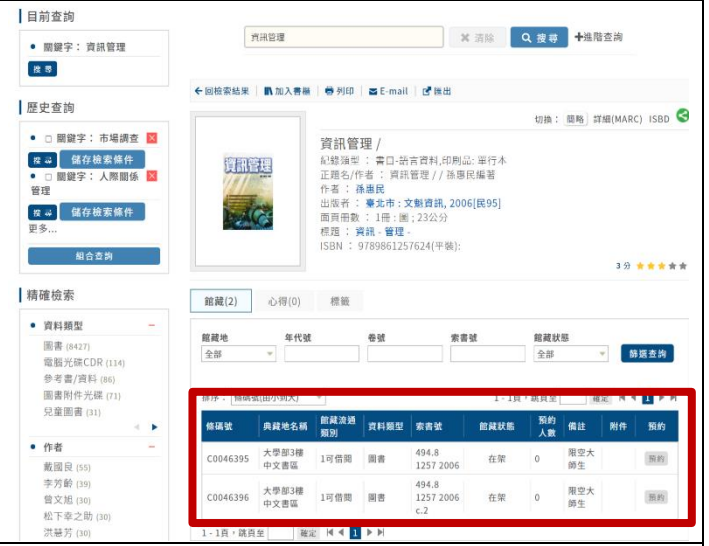 目前查詢
關鍵字： 資訊管理
搜 尋
歷史查詢
關鍵字： 市場調查
搜 尋 儲存檢索條件
關鍵字： 人際關係
管理
搜 尋 儲存檢索條件
更多...
組合查詢
精確檢索
資料類型
圖書 (8427)
電腦光碟CDR (114)
參考書/資料 (86)
圖書附件光碟 (71)
兒童圖書 (31)
作者
戴國良 (55)
李芳齡 (39)
曾文旭 (30)
松下幸之助 (30)
洪慧芳 (30)
資訊管理 清除 搜 尋 進階查詢
回檢索結果 加入書櫃 列印 E-mail 匯出
切換： 簡略 詳細(MARC) ISBD
資訊管理
資訊管理 /
紀錄類型 ： 書目-語言資料,印刷品: 單行本
正題名/作者 ： 資訊管理 / / 孫惠民編著
作者 ： 孫惠民
出版者 ： 臺北市 : 文魁資訊, 2006[民95]
面頁冊數 ： 1冊 : 圖 ; 23公分
標題 ： 資訊 - 管理 -
ISBN ： 9789861257624(平裝):
3 分
館藏(2) 心得(0) 標籤
館藏地 年代號 卷號 索書號 館藏狀態
全部 全部 篩選查詢
排序： 條碼號(由小到大) 1 - 1頁，跳頁至 確定 1
條碼號 典藏地名稱 館藏流通類別 資料類型 索書號 館藏狀態 預約人數 備註 附件 預約
C0046395 大學部3樓中文書區 1可借閱 圖書 494.8 1257 2006 在架 0 限空大師生 預約
C0046396 大學部3樓中文書區 1可借閱 圖書 494.8 1257 2006 c.2 在架 0 限空大師生 預約
1 - 1頁，跳頁至 確定 1